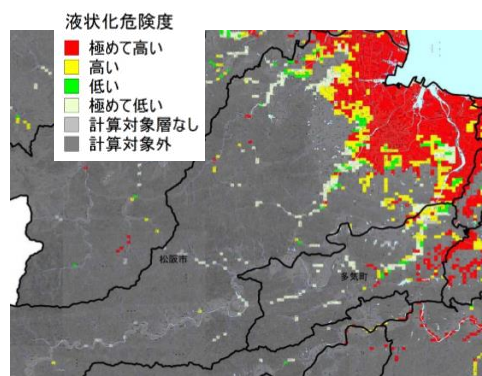 液状化危険度
極めて高い
高い
低い
極めて低い
計算対象層なし
計算対象外
松阪市
多気町